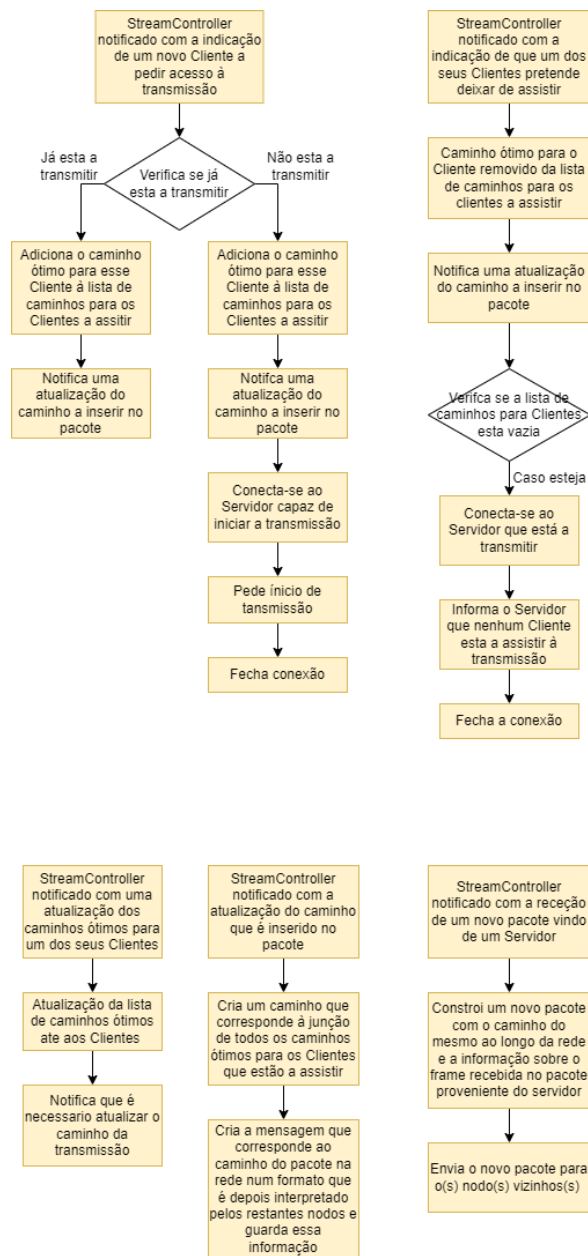 StreamController
notificado com a indicação
de um novo Cliente a
pedir acesso à
transmissão
Já esta a
transmitir
Verifica se já
esta a transmitir
Não esta a
transmitir
Adiciona o caminho
ótimo para esse
Cliente à lista de
caminhos para os
Clientes a assitir
Notifica uma
atualização do
caminho a inserir no
pacote
Adiciona o caminho
ótimo para esse
Cliente à lista de
caminhos para os
Clientes a assitir
Notifca uma
atualização do
caminho a inserir no
pacote
Conecta-se ao
Servidor capaz de
iniciar a transmissão
Pede ínicio de
tansmissão
Fecha conexão
StreamController
notificado com a
indicação de que um dos
seus Clientes pretende
deixar de assistir
Caminho ótimo para o
Cliente removido da lista
de caminhos para os
clientes a assistir
Notifica uma atualização
do caminho a inserir no
pacote
Verifca se a lista de
caminhos para Clientes
esta vazia
Caso esteja
Conecta-se ao
Servidor que está a
transmitir
Informa o Servidor
que nenhum Cliente
esta a assistir à
transmissão
Fecha a conexão
StreamController
notificado com uma
atualização dos
caminhos ótimos para
um dos seus Clientes
Atualização da lista
de caminhos ótimos
ate aos Clientes
Notifica que é
necessario atualizar o
caminho da
transmissão
StreamController
notificado com a
atualização do caminho
que é inserido no
pacote
Cria um caminho que
corresponde à junção
de todos os caminhos
ótimos para os Clientes
que estão a assistir
Cria a mensagem que
corresponde ao
caminho do pacote na
rede num formato que
é depois interpretado
pelos restantes nodos e
guarda essa
informação
StreamController
notificado com a receção
de um novo pacote vindo
de um Servidor
Constroi um novo pacote
com o caminho do
mesmo ao longo da rede
e a informação sobre o
frame recebida no pacote
proveniente do servidor
Envia o novo pacote para
o(s) nodo(s) vizinhos(s)